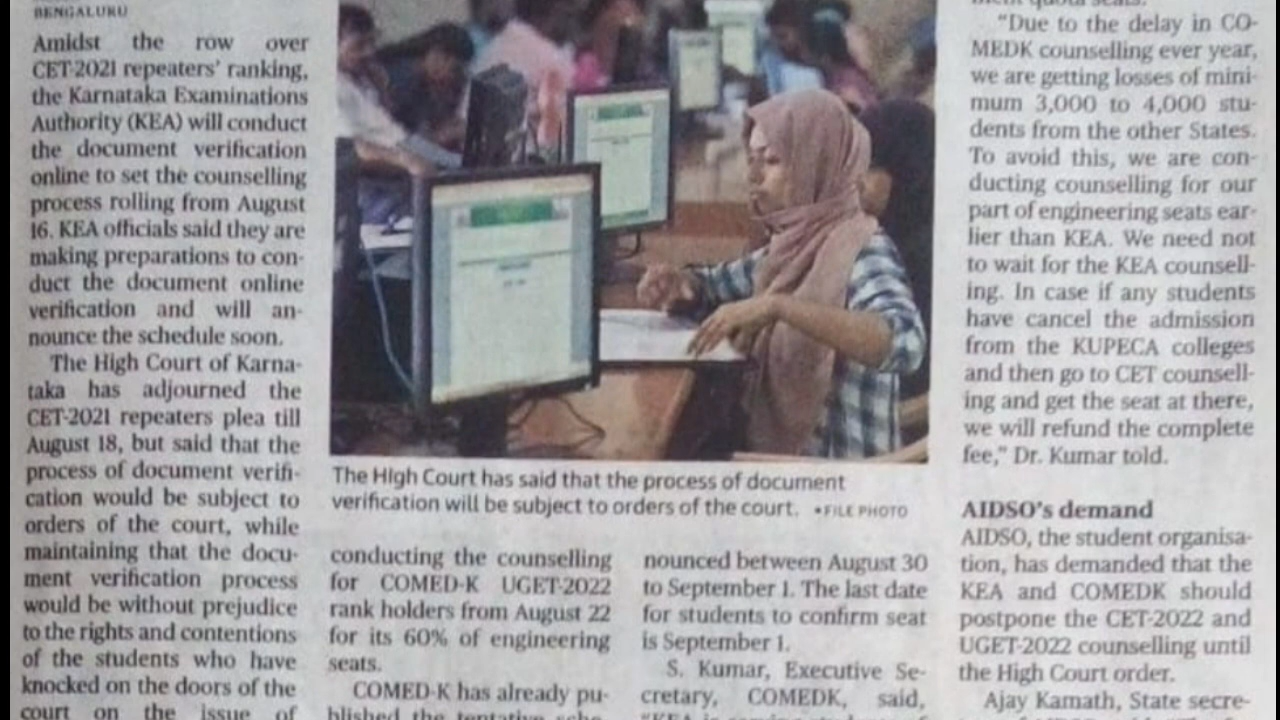 BENGALURU
Amidst the row over
CET-2021 repeaters' ranking,
the Karnataka Examinations
Authority (KEA) will conduct
the document verification
online to set the counselling
process rolling from August
16. KEA officials said they are
making preparations to con-
duct the document online
verification and will an-
nounce the schedule soon.
The High Court of Karna-
taka has adjourned the
CET-2021 repeaters plea till
August 18, but said that the
process of document verifi-
cation would be subject to
orders of the court, while
maintaining that the docu-
ment verification process
would be without prejudice
to the rights and contentions
of the students who have
knocked on the doors of the
court on the issue of
The High Court has said that the process of document
verification will be subject to orders of the court. •FILE PHOTO
conducting the counselling
for COMED-K UGET-2022
rank holders from August 22
for its 60% of engineering
seats.
COMED-K has already pu-
blished the tentative sche-
nounced between August 30
to September 1. The last date
for students to confirm seat
is September 1.
S. Kumar, Executive Se-
cretary, COMEDK, said,
"KEA is
ment quota seats.
"Due to the delay in CO-
MEDK counselling ever year,
we are getting losses of mini-
mum 3,000 to 4,000 stu-
dents from the other States.
To avoid this, we are con-
ducting counselling for our
part of engineering seats ear-
lier than KEA. We need not
to wait for the KEA counsell-
ing. In case if any students
have cancel the admission
from the KUPECA colleges
and then go to CET counsell-
ing and get the seat at there,
we will refund the complete
fee," Dr. Kumar told.
AIDSO's demand
AIDSO, the student organisa-
tion, has demanded that the
KEA and COMEDK should
postpone the CET-2022 and
UGET-2022 counselling until
the High Court order.
Ajay Kamath, State secre-